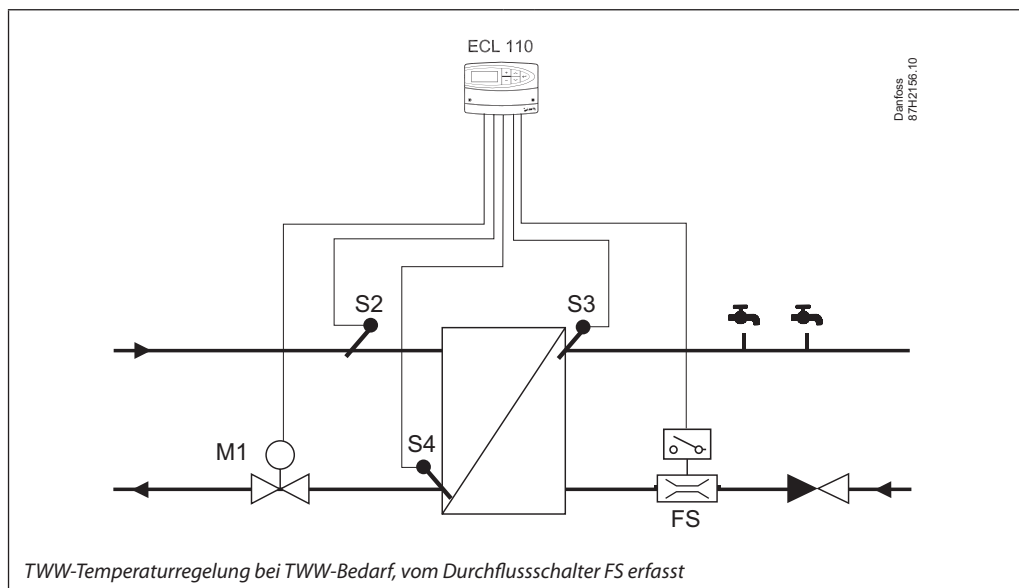 ECL 110
Danfoss
87H2156.10
S2
S3
M1
S4
FS
TWW-Temperaturregelung bei TWW-Bedarf, vom Durchflussschalter FS erfasst